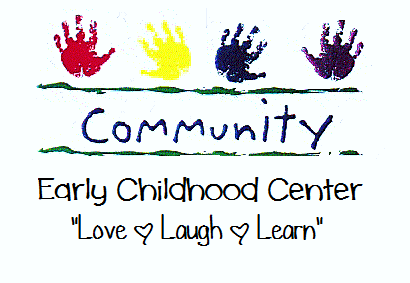 Community
Early Childhood Center
"Love ♡ Laugh ♡ Learn"